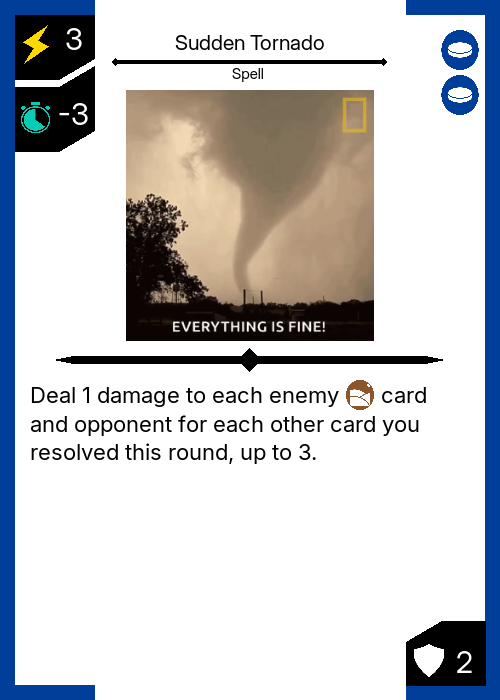 3
Sudden Tornado
Spell
-3
EVERYTHING IS FINE!
Deal 1 damage to each enemy card
and opponent for each other card you
resolved this round, up to 3.
2